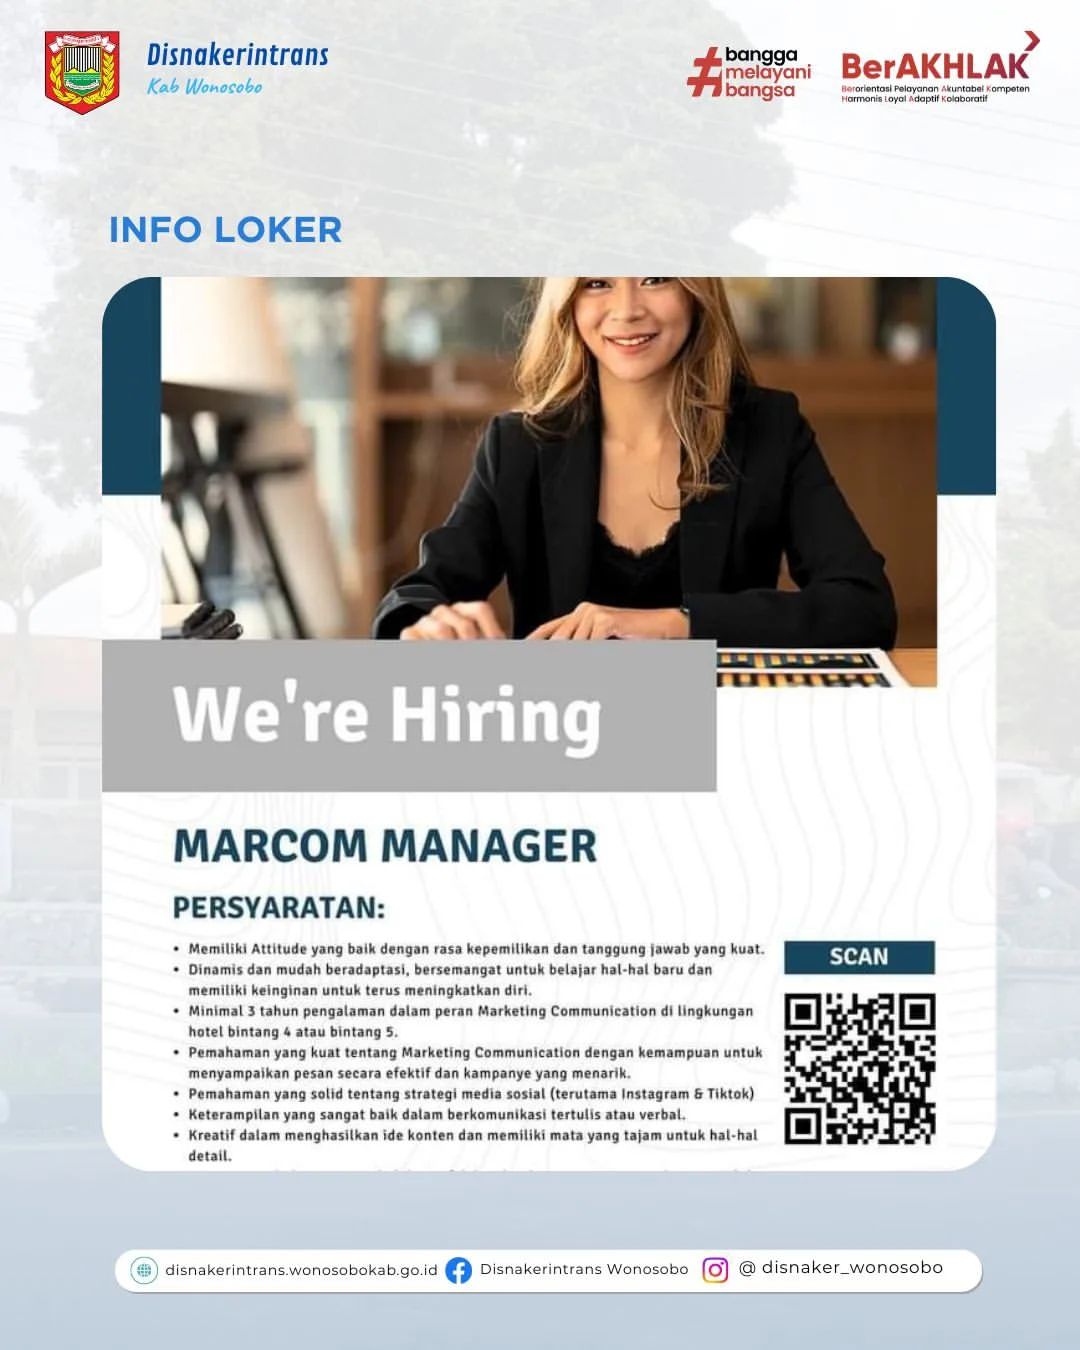 Disnakerintrans
Kab Wonosobo
#bangga
melayani
bangsa
BerAKHLAK
Berorientasi Pelayanan Akuntabel Kompeten
Harmonis Loyal Adaptif Kolaboratif
INFO LOKER
We're Hiring
MARCOM MANAGER
PERSYARATAN:
• Memiliki Attitude yang baik dengan rasa kepemilikan dan tanggung jawab yang kuat.
• Dinamis dan mudah beradaptasi, bersemangat untuk belajar hal-hal baru dan
memiliki keinginan untuk terus meningkatkan diri.
• Minimal 3 tahun pengalaman dalam peran Marketing Communication di lingkungan
hotel bintang 4 atau bintang 5.
• Pemahaman yang kuat tentang Marketing Communication dengan kemampuan untuk
menyampaikan pesan secara efektif dan kampanye yang menarik.
• Pemahaman yang solid tentang strategi media sosial (terutama Instagram & Tiktok)
• Keterampilan yang sangat baik dalam berkomunikasi tertulis atau verbal.
• Kreatif dalam menghasilkan ide konten dan memiliki mata yang tajam untuk hal-hal
detail.
SCAN
disnakerintrans.wonosobokab.go.id
Disnakerintrans Wonosobo
@ disnaker_wonosobo